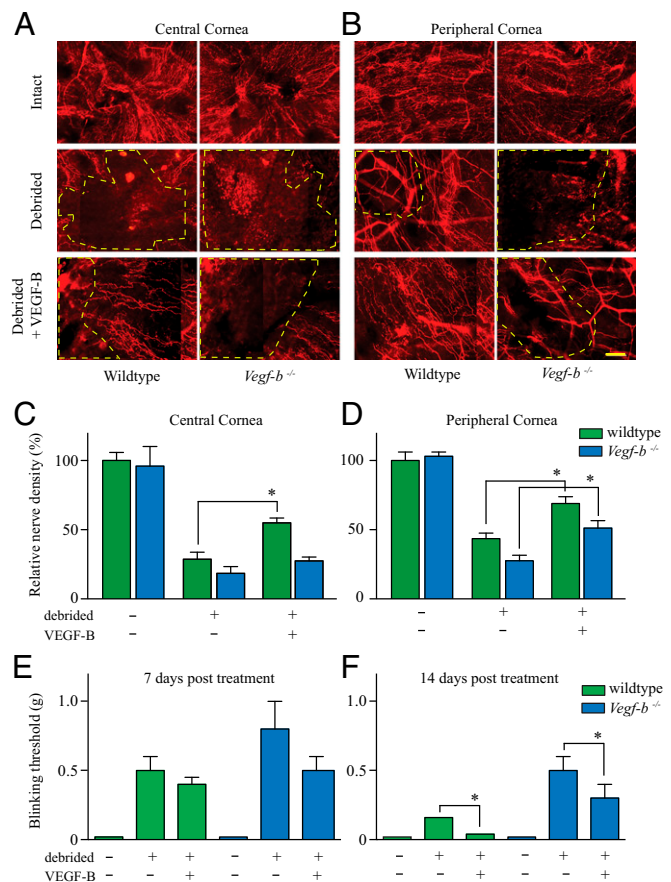 A
Central Cornea
B
Peripheral Cornea
Intact
Debrided
Debrided
+ VEGF-B
Wildtype
Vegf-b -/-
Wildtype
Vegf-b -/-
C
Central Cornea
Relative nerve density (%)
100
50
0
debrided - + +
VEGF-B - - +
*
D
Peripheral Cornea
wildtype
Vegf-b -/-
100
50
0
* *
- + +
- - +
E
7 days post treatment
Blinking threshold (g)
1.0
0.5
0
debrided - + + - + +
VEGF-B - - + - - +
F
14 days post treatment
wildtype
Vegf-b -/-
1.0
0.5
0
* *
- + + - + +
- - + - - +